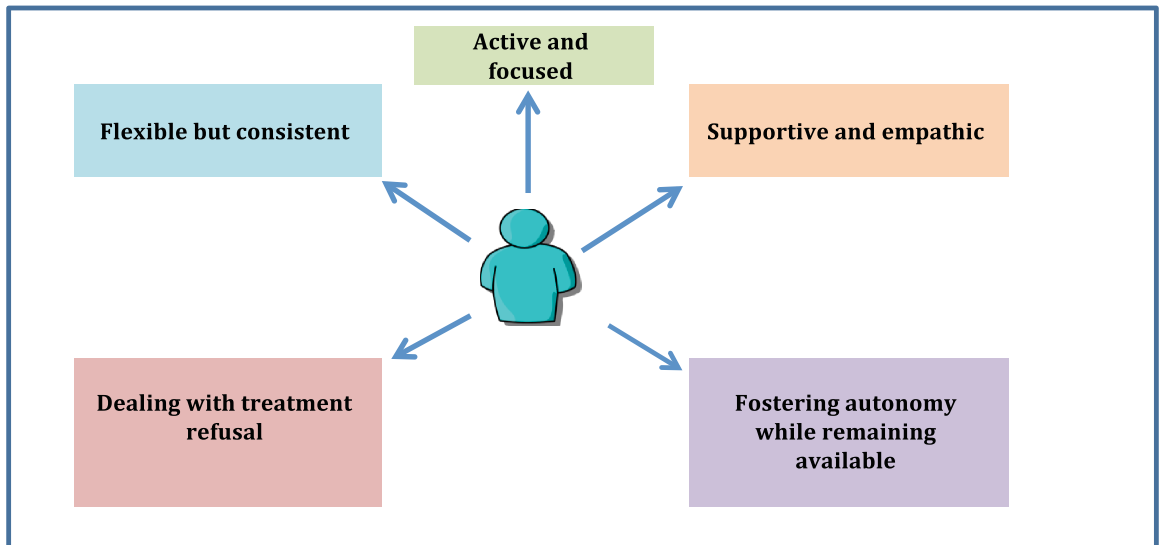 Active and
focused
Flexible but consistent
Supportive and empathic
Dealing with treatment
refusal
Fostering autonomy
while remaining
available